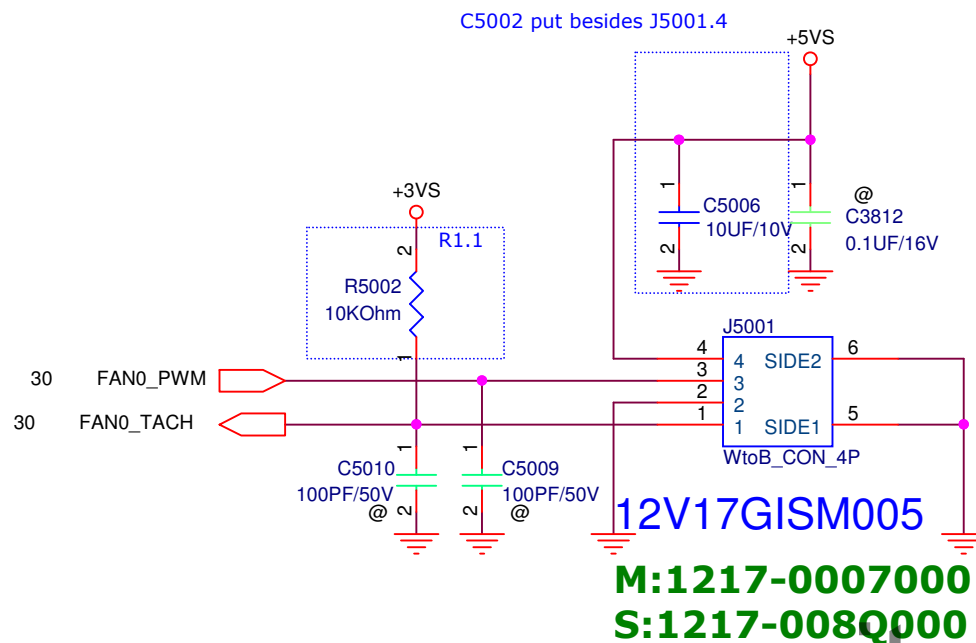 C5002 put besides J5001.4
+5VS
1
C5006
10UF/10V
2
1
@
C3812
0.1UF/16V
2
+3VS
R1.1
2
R5002
10KOhm
1
J5001
4 4 SIDE2 6
3 3
2 2
1 1 SIDE1 5
WtoB_CON_4P
30 FAN0_PWM
30 FAN0_TACH
1
C5010
100PF/50V
@
2
1
C5009
100PF/50V
@
2
12V17GISM005
M:1217-0007000
S:1217-008Q000